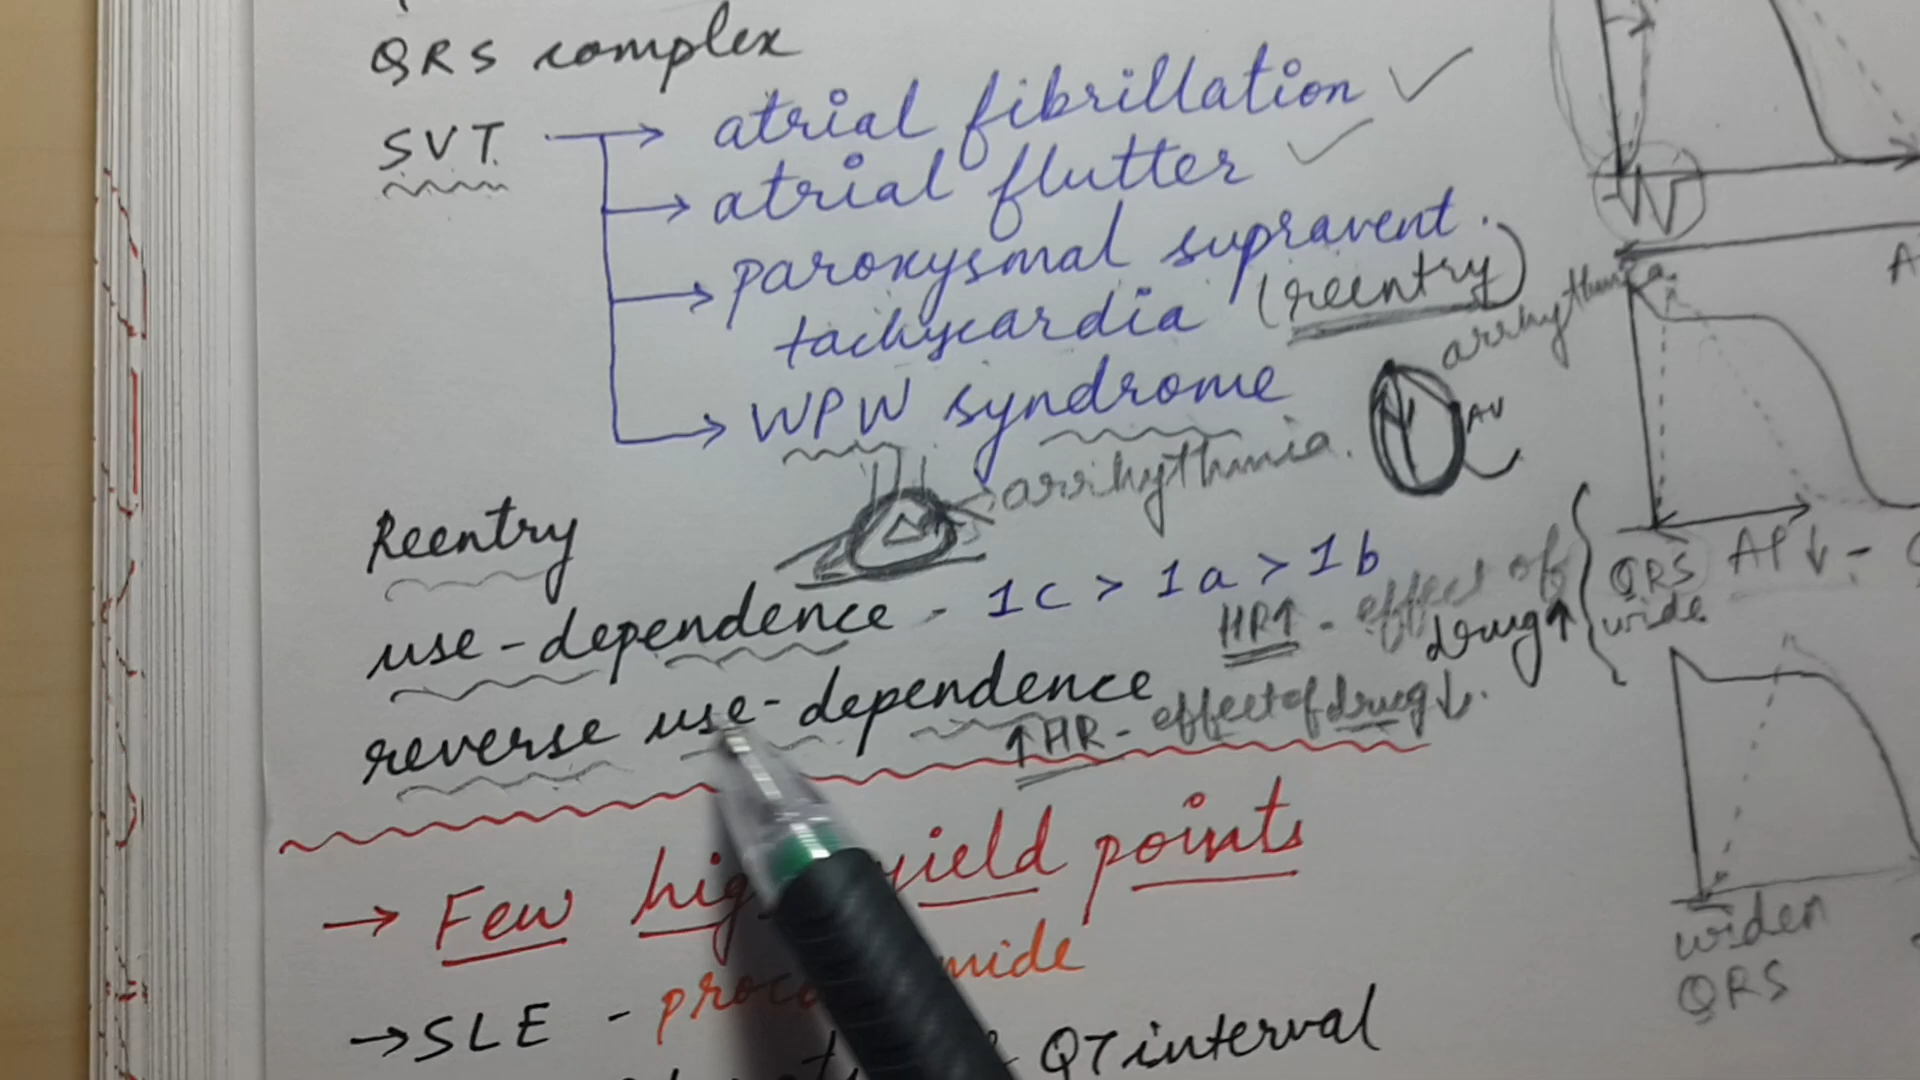 QRS complex
SVT → atrial fibrillation ✓
→ atrial flutter ✓
→ paroxysmal supravent.
tachycardia (reentry)
→ WPW syndrome
arrhythmia
AV
arrhythmia.
Reentry
use-dependence - 1c > 1a > 1b
HR↑ - effect of
drug↑
reverse use-dependence
↑HR - effect of drug↓.
→ Few yield points
→ SLE -
QT interval
QRS AP↓ -
wide
widen
QRS